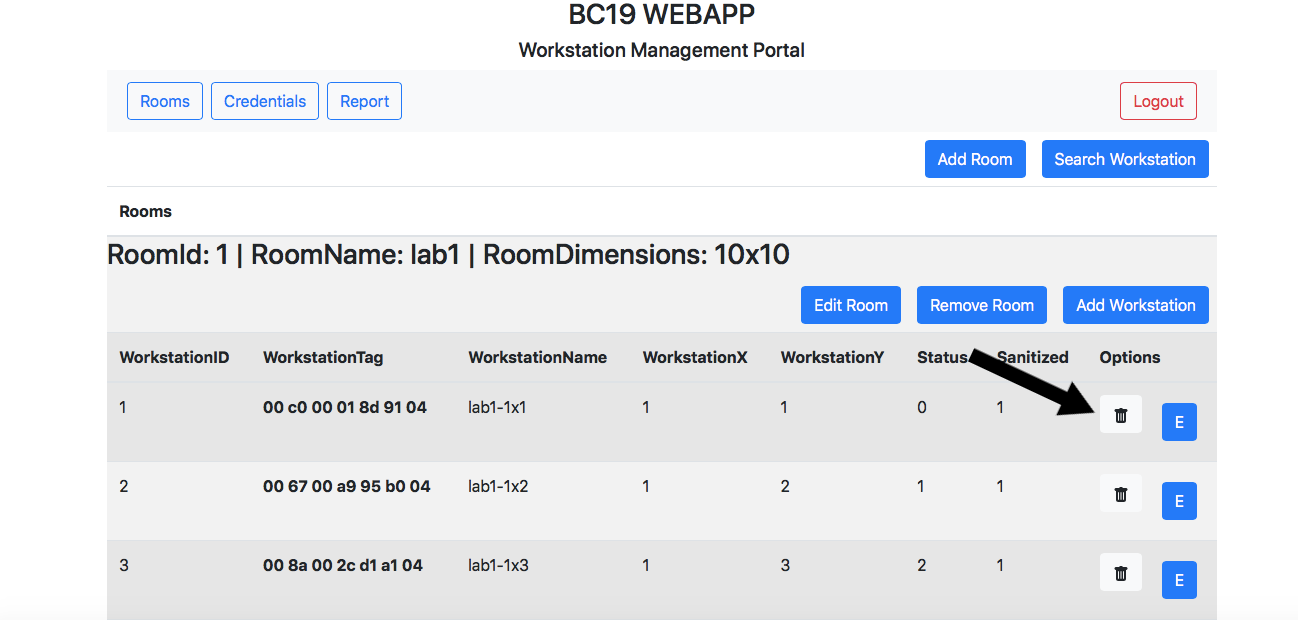 BC19 WEBAPP
Workstation Management Portal
Rooms Credentials Report Logout
Add Room Search Workstation
Rooms
RoomId: 1 | RoomName: lab1 | RoomDimensions: 10x10
Edit Room Remove Room Add Workstation
WorkstationID WorkstationTag WorkstationName WorkstationX WorkstationY Status Sanitized Options
1 00 c0 00 01 8d 91 04 lab1-1x1 1 1 0 1 E
2 00 67 00 a9 95 b0 04 lab1-1x2 1 2 1 1 E
3 00 8a 00 2c d1 a1 04 lab1-1x3 1 3 2 1 E